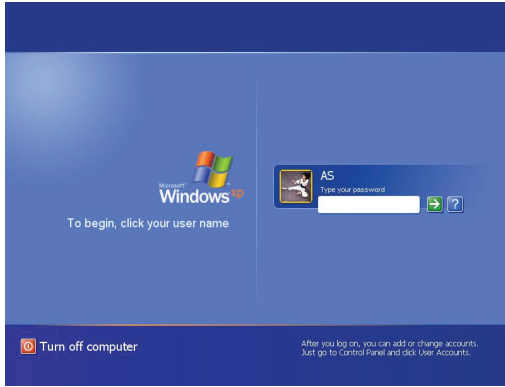 Microsoft
Windows xp
To begin, click your user name
AS
Type your password
?
Turn off computer
After you log on, you can add or change accounts.
Just go to Control Panel and click User Accounts.